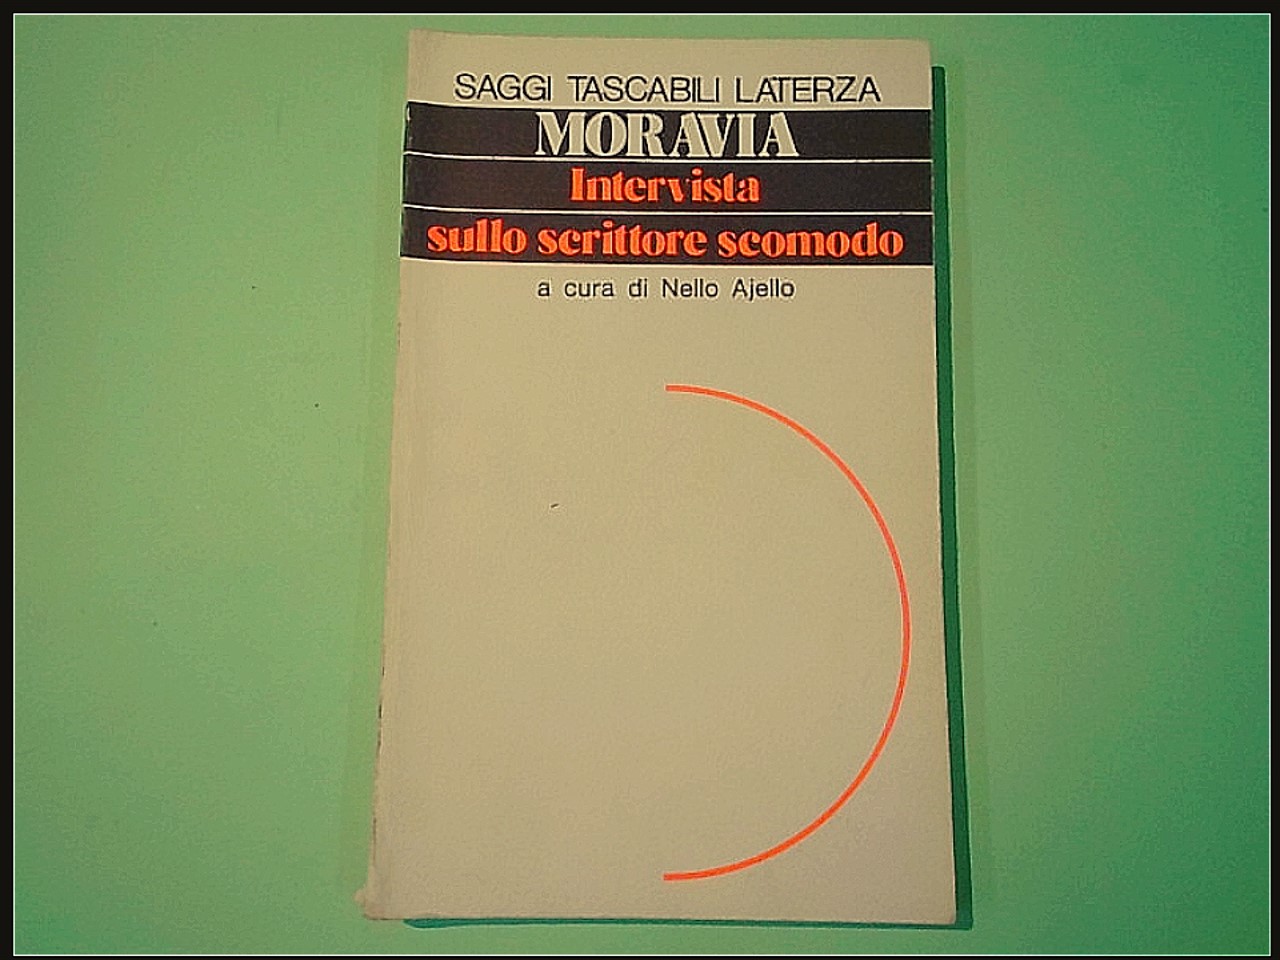 SAGGI TASCABILI LATERZA
MORAVIA
Intervista
sullo scrittore scomodo
a cura di Nello Ajello